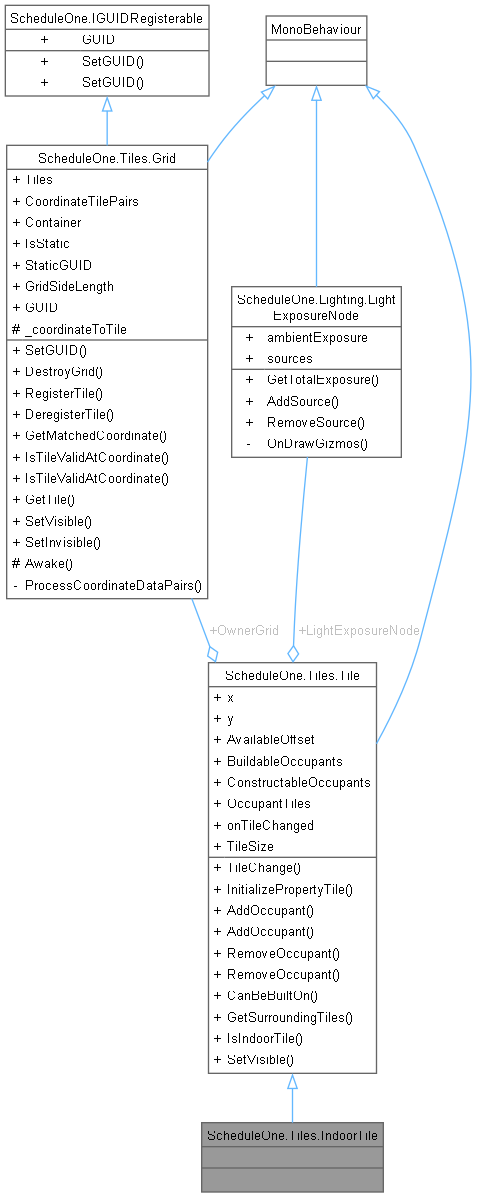 ScheduleOne.IGUIDRegisterable
+ GUID
+ SetGUID()
+ SetGUID()
MonoBehaviour
ScheduleOne.Tiles.Grid
+ Tiles
+ CoordinateTilePairs
+ Container
+ IsStatic
+ StaticGUID
+ GridSideLength
+ GUID
# _coordinateToTile
+ SetGUID()
+ DestroyGrid()
+ RegisterTile()
+ DeregisterTile()
+ GetMatchedCoordinate()
+ IsTileValidAtCoordinate()
+ IsTileValidAtCoordinate()
+ GetTile()
+ SetVisible()
+ SetInvisible()
# Awake()
- ProcessCoordinateDataPairs()
ScheduleOne.Lighting.Light
ExposureNode
+ ambientExposure
+ sources
+ GetTotalExposure()
+ AddSource()
+ RemoveSource()
- OnDrawGizmos()
+OwnerGrid
+LightExposureNode
ScheduleOne.Tiles.Tile
+ x
+ y
+ AvailableOffset
+ BuildableOccupants
+ ConstructableOccupants
+ OccupantTiles
+ onTileChanged
+ TileSize
+ TileChange()
+ InitializePropertyTile()
+ AddOccupant()
+ AddOccupant()
+ RemoveOccupant()
+ RemoveOccupant()
+ CanBeBuiltOn()
+ GetSurroundingTiles()
+ IsIndoorTile()
+ SetVisible()
ScheduleOne.Tiles.IndoorTile